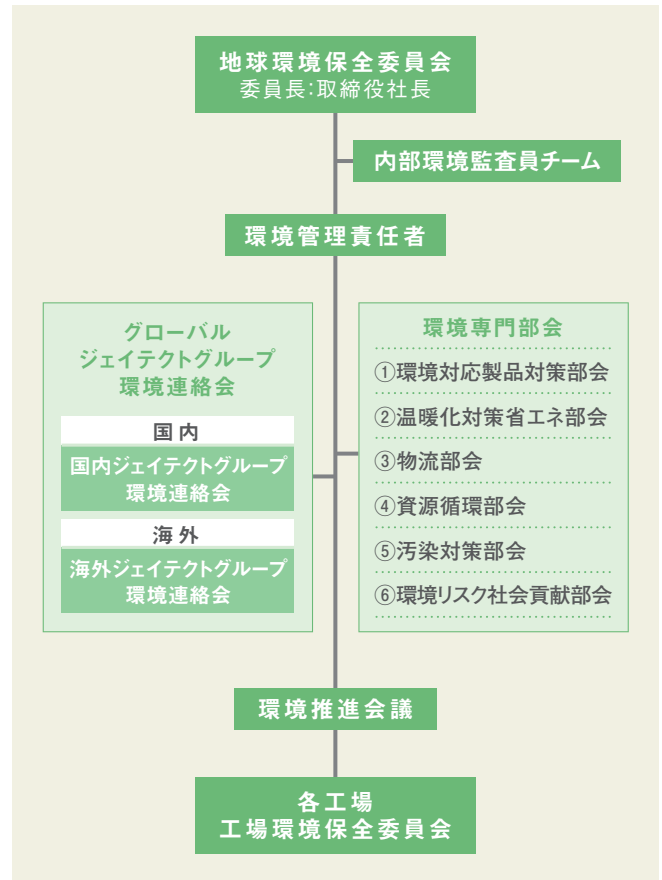 地球環境保全委員会
委員長:取締役社長
内部環境監査員チーム
環境管理責任者
グローバル
ジェイテクトグループ
環境連絡会
国内
国内ジェイテクトグループ
環境連絡会
海外
海外ジェイテクトグループ
環境連絡会
環境専門部会
①環境対応製品対策部会
②温暖化対策省エネ部会
③物流部会
④資源循環部会
⑤汚染対策部会
⑥環境リスク社会貢献部会
環境推進会議
各工場
工場環境保全委員会